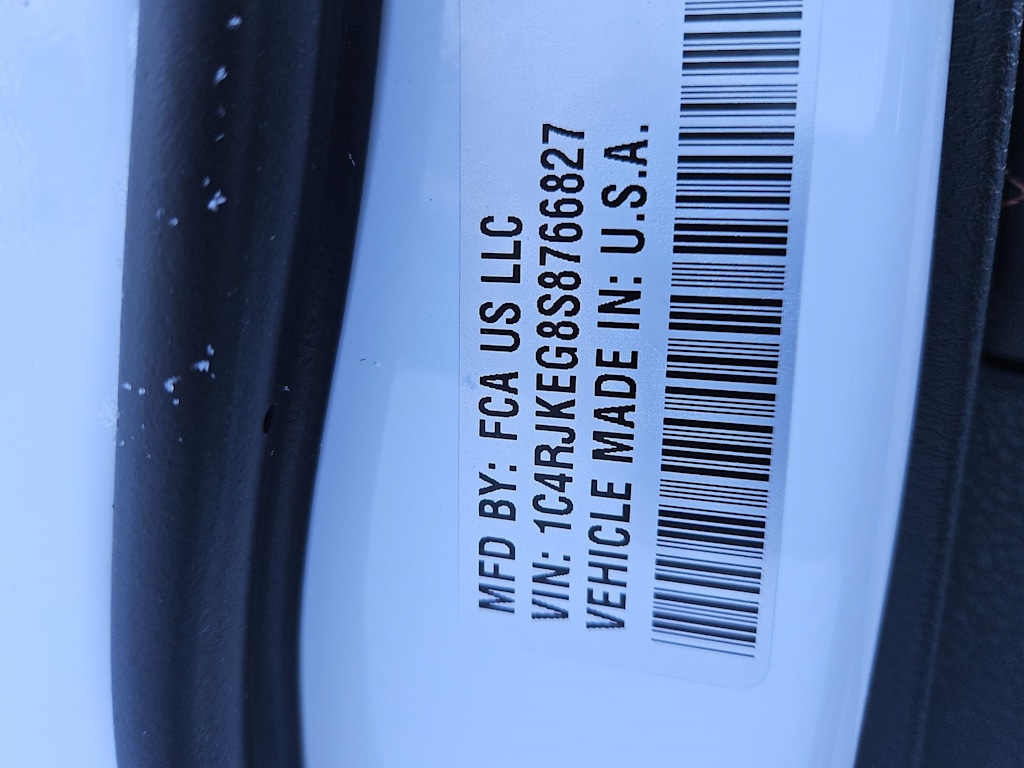 MFD BY: FCA US LLC
VIN: 1C4RJKEG8S8766827
VEHICLE MADE IN: U.S.A.